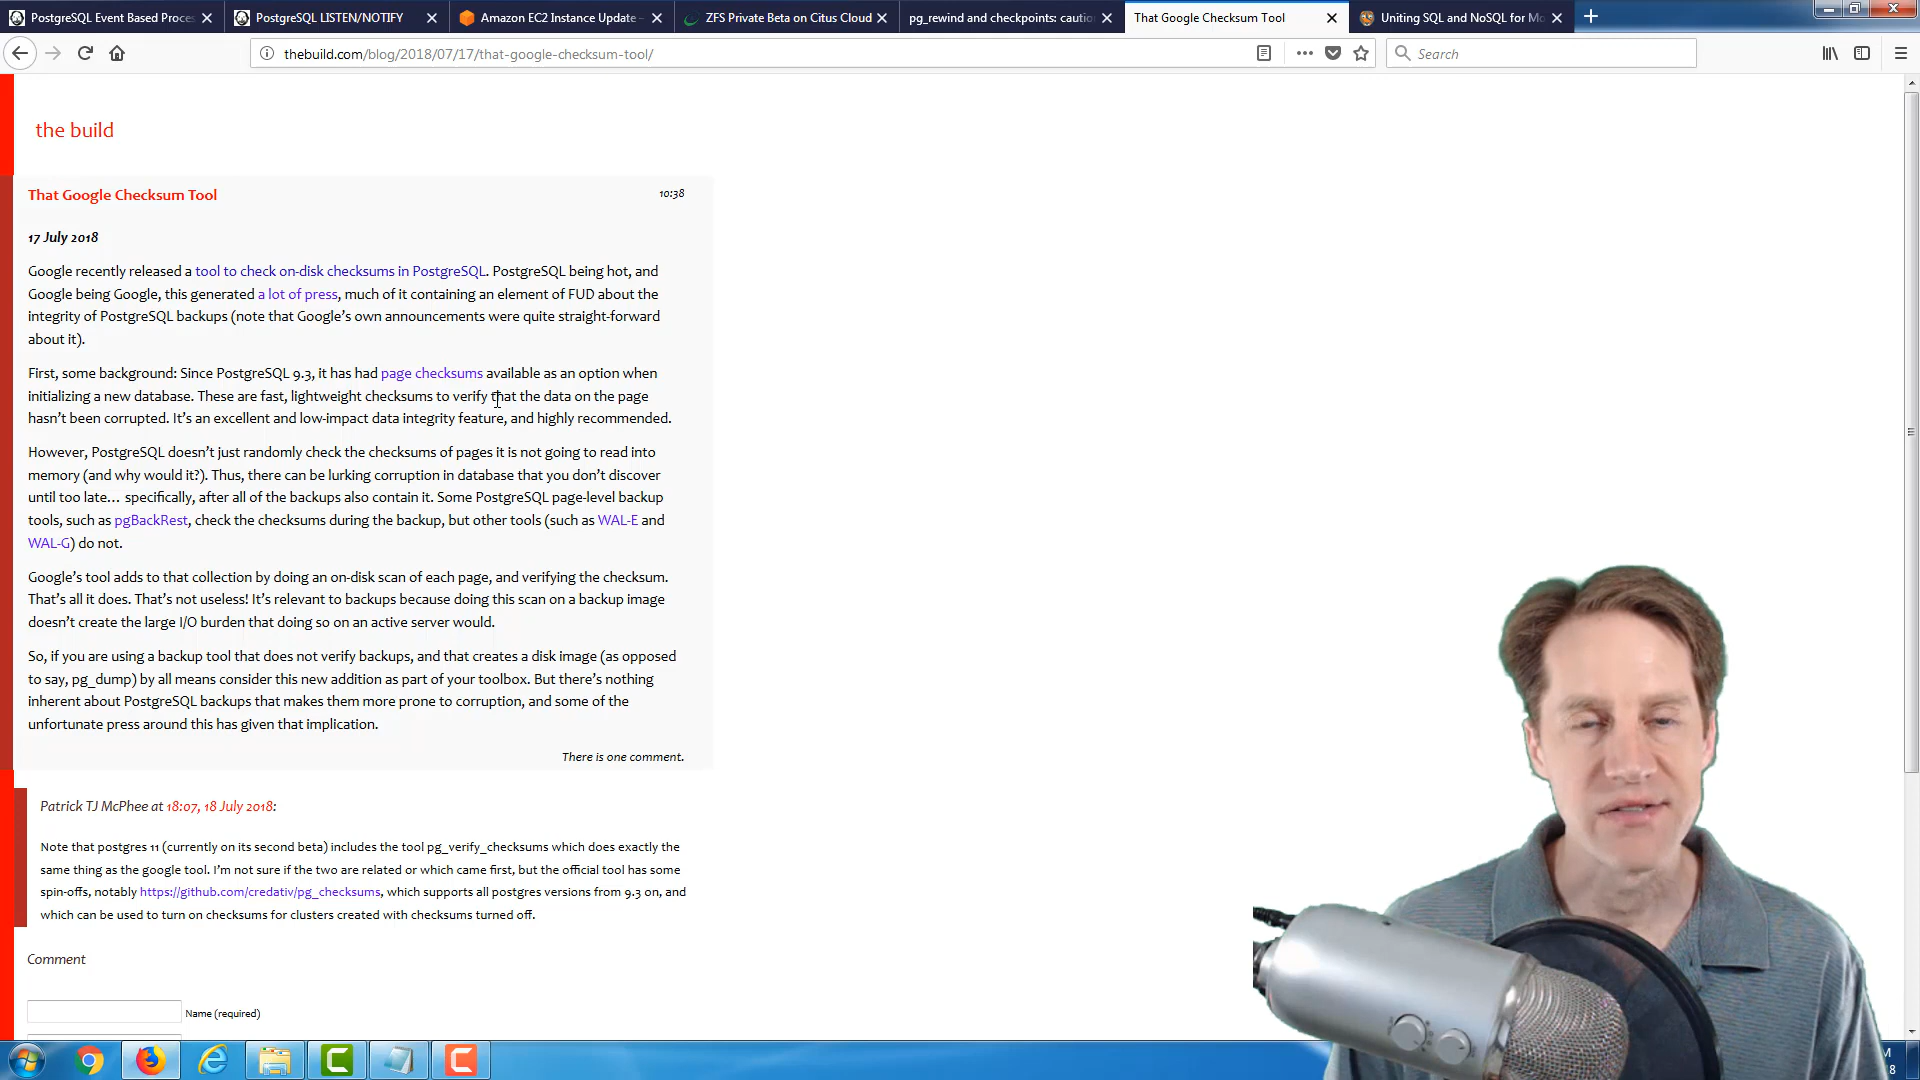 PostgreSQL Event Based Proces
PostgreSQL LISTEN/NOTIFY
Amazon EC2 Instance Update –
ZFS Private Beta on Citus Cloud
pg_rewind and checkpoints: cautio
That Google Checksum Tool
Uniting SQL and NoSQL for Mo
thebuild.com/blog/2018/07/17/that-google-checksum-tool/
Search
the build
That Google Checksum Tool
10:38
17 July 2018
Google recently released a tool to check on-disk checksums in PostgreSQL. PostgreSQL being hot, and
Google being Google, this generated a lot of press, much of it containing an element of FUD about the
integrity of PostgreSQL backups (note that Google's own announcements were quite straight-forward
about it).
First, some background: Since PostgreSQL 9.3, it has had page checksums available as an option when
initializing a new database. These are fast, lightweight checksums to verify that the data on the page
hasn't been corrupted. It's an excellent and low-impact data integrity feature, and highly recommended.
However, PostgreSQL doesn't just randomly check the checksums of pages it is not going to read into
memory (and why would it?). Thus, there can be lurking corruption in database that you don't discover
until too late... specifically, after all of the backups also contain it. Some PostgreSQL page-level backup
tools, such as pgBackRest, check the checksums during the backup, but other tools (such as WAL-E and
WAL-G) do not.
Google's tool adds to that collection by doing an on-disk scan of each page, and verifying the checksum.
That's all it does. That's not useless! It's relevant to backups because doing this scan on a backup image
doesn't create the large I/O burden that doing so on an active server would.
So, if you are using a backup tool that does not verify backups, and that creates a disk image (as opposed
to say, pg_dump) by all means consider this new addition as part of your toolbox. But there's nothing
inherent about PostgreSQL backups that makes them more prone to corruption, and some of the
unfortunate press around this has given that implication.
There is one comment.
Patrick TJ McPhee at 18:07, 18 July 2018:
Note that postgres 11 (currently on its second beta) includes the tool pg_verify_checksums which does exactly the
same thing as the google tool. I'm not sure if the two are related or which came first, but the official tool has some
spin-offs, notably https://github.com/credativ/pg_checksums, which supports all postgres versions from 9.3 on, and
which can be used to turn on checksums for clusters created with checksums turned off.
Comment
Name (required)